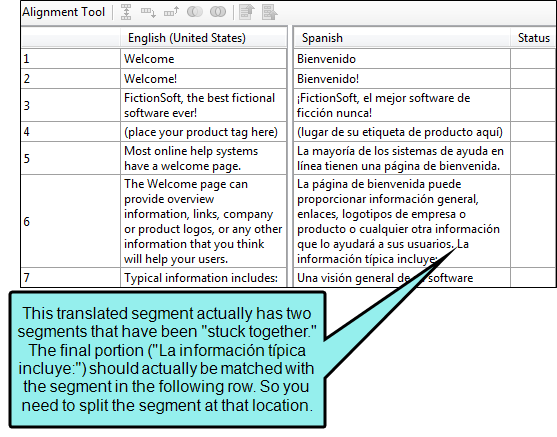 Alignment Tool
English (United States) Spanish Status
1 Welcome Bienvenido
2 Welcome! Bienvenido!
3 FictionSoft, the best fictional ¡FictionSoft, el mejor software de
software ever! ficción nunca!
4 (place your product tag here) (lugar de su etiqueta de producto aquí)
5 Most online help systems La mayoría de los sistemas de ayuda en
have a welcome page. línea tienen una página de bienvenida.
6 The Welcome page can La página de bienvenida puede
provide overview proporcionar información general,
information, links, company enlaces, logotipos de empresa o
or product logos, or any other producto o cualquier otra información
information that you think que lo ayudará a sus usuarios. La
will help your users. información típica incluye:
7 Typical information includes: Una visión general de software
This translated segment actually has two
segments that have been "stuck together."
The final portion ("La información típica
incluye:") should actually be matched with
the segment in the following row. So you
need to split the segment at that location.